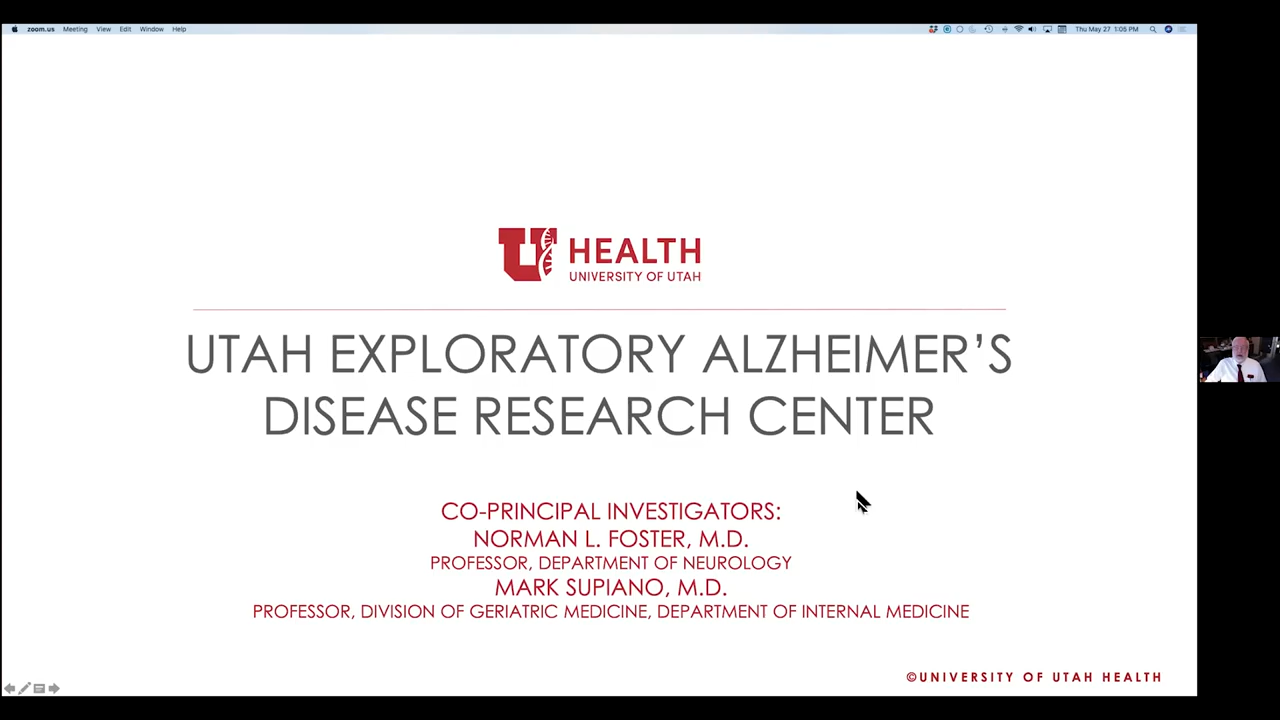 zoom.us Meeting View Edit Window Help Thu May 27 1:05 PM
HEALTH
UNIVERSITY OF UTAH
UTAH EXPLORATORY ALZHEIMER'S
DISEASE RESEARCH CENTER
CO-PRINCIPAL INVESTIGATORS:
NORMAN L. FOSTER, M.D.
PROFESSOR, DEPARTMENT OF NEUROLOGY
MARK SUPIANO, M.D.
PROFESSOR, DIVISION OF GERIATRIC MEDICINE, DEPARTMENT OF INTERNAL MEDICINE
©UNIVERSITY OF UTAH HEALTH